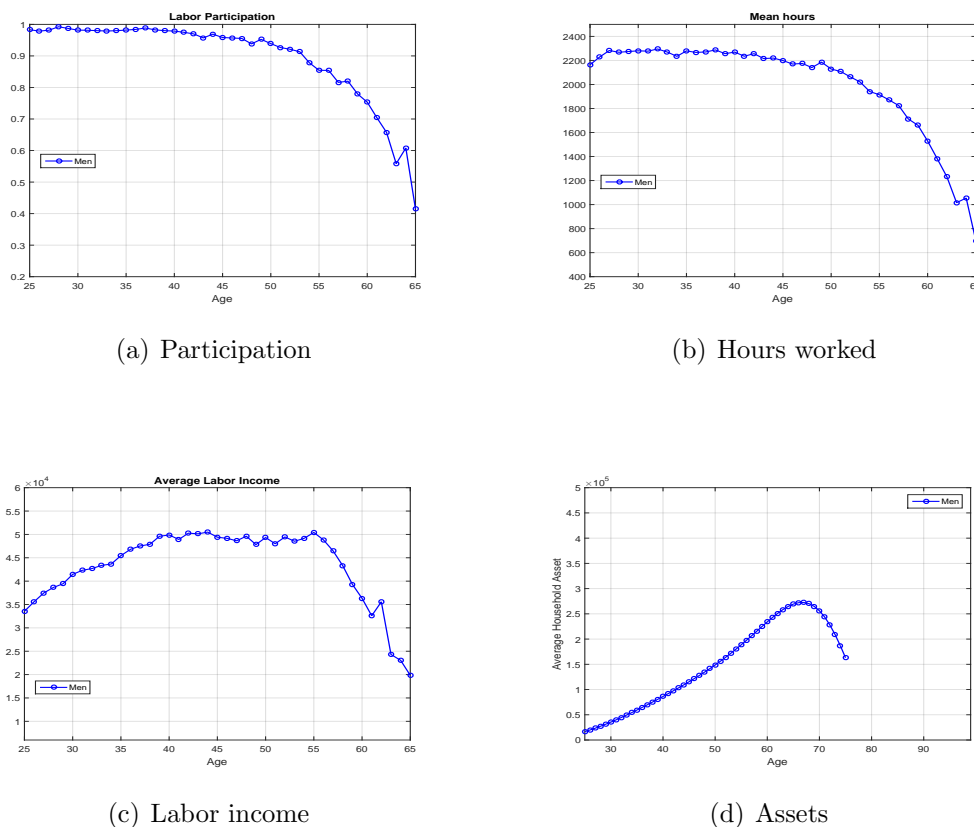 Labor Participation
1
0.9
0.8
0.7
0.6
0.5
0.4
0.3
0.2
Men
25 30 35 40 45 50 55 60 65
Age
(a) Participation
Mean hours
2400
2200
2000
1800
1600
1400
1200
1000
800
600
400
Men
25 30 35 40 45 50 55 60
Age
(b) Hours worked
Average Labor Income
×10⁴
6
5.5
5
4.5
4
3.5
3
2.5
2
1.5
1
Men
25 30 35 40 45 50 55 60 65
Age
(c) Labor income
×10⁵
5
4.5
4
3.5
3
2.5
2
1.5
1
0.5
0
Average Household Asset
Men
30 40 50 60 70 80 90
Age
(d) Assets